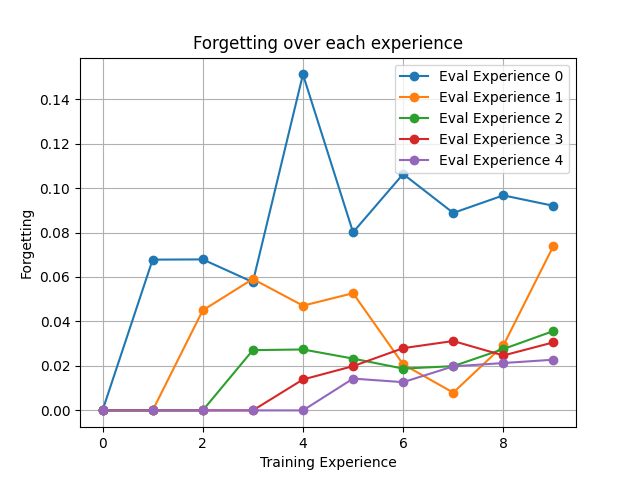 Forgetting over each experience
Eval Experience 0
Eval Experience 1
Eval Experience 2
Eval Experience 3
Eval Experience 4
Forgetting
0.14
0.12
0.10
0.08
0.06
0.04
0.02
0.00
0 2 4 6 8
Training Experience